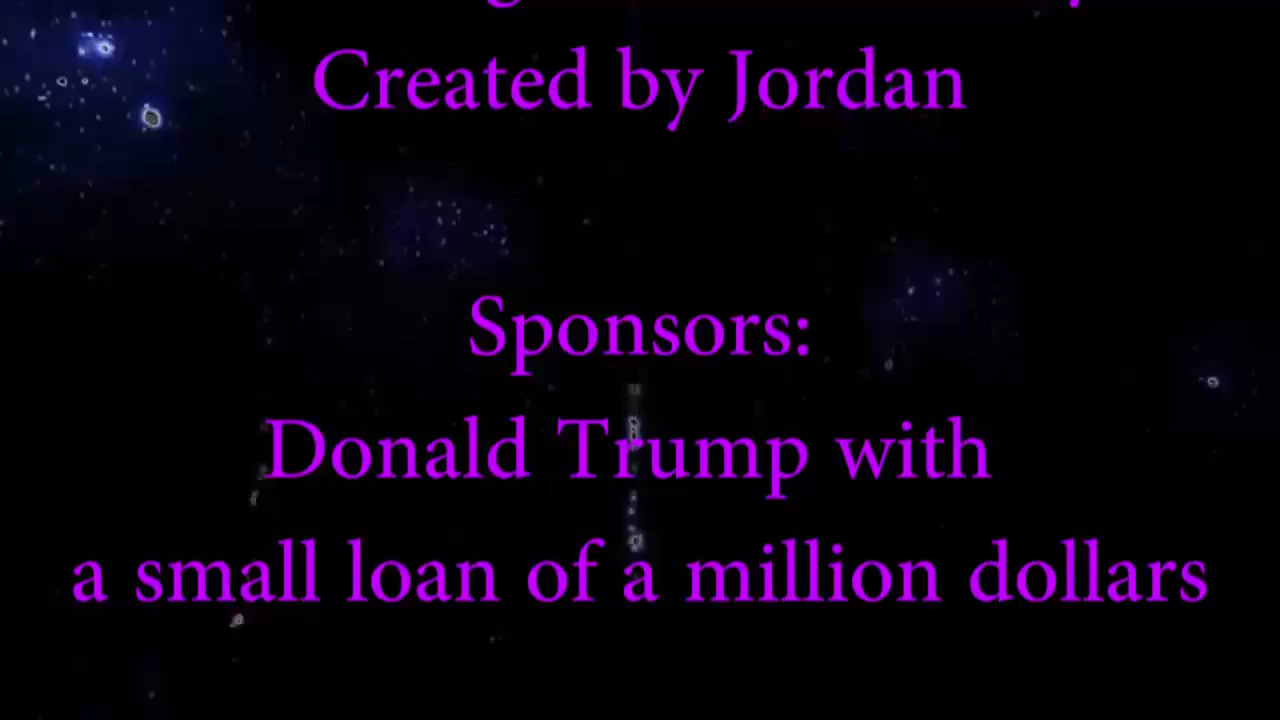 Created by Jordan
Sponsors:
Donald Trump with
a small loan of a million dollars